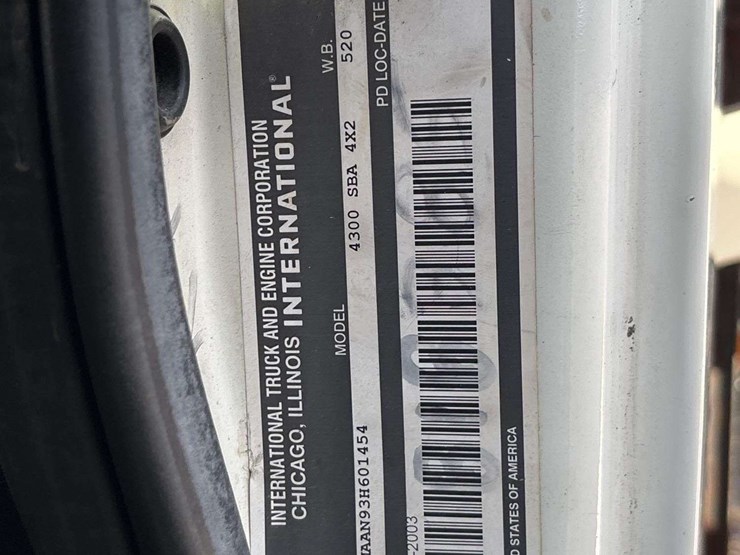 INTERNATIONAL TRUCK AND ENGINE CORPORATION
CHICAGO, ILLINOIS INTERNATIONAL®
MODEL
W.B.
AAN93H601454
4300 SBA 4X2
520
PD LOC-DATE
-2003
D STATES OF AMERICA